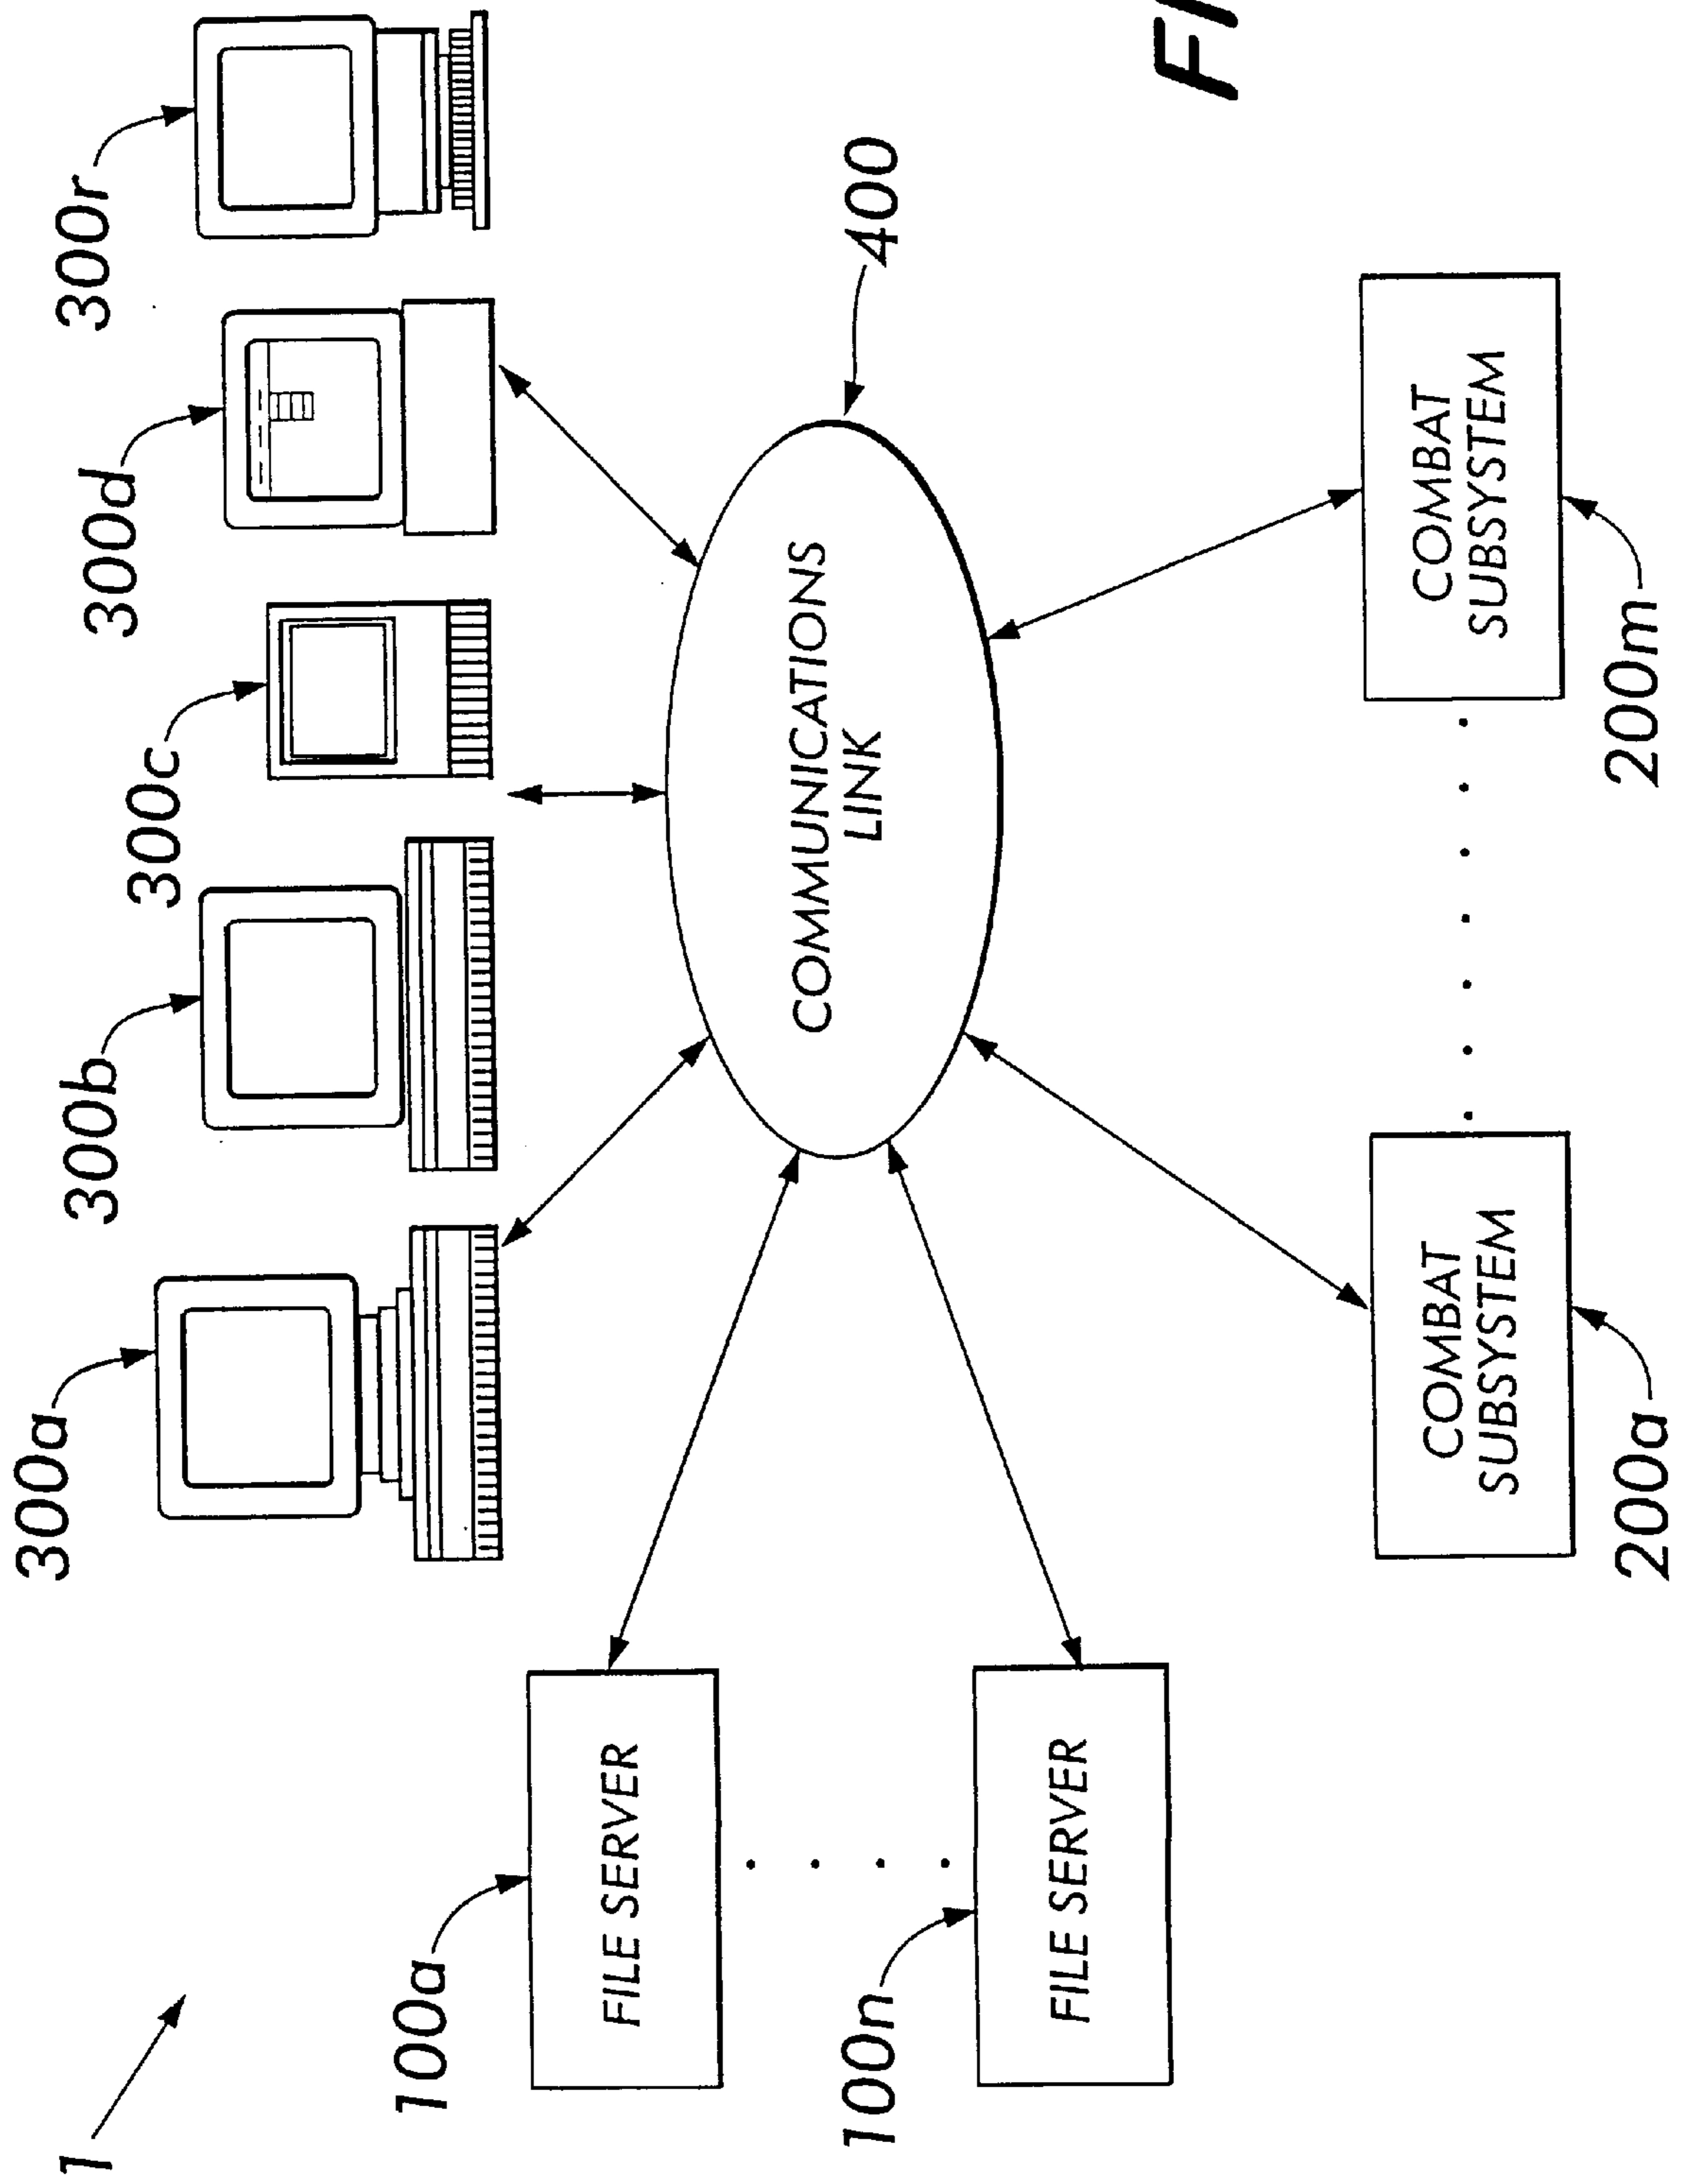 1
300a
300b
300c
300d
300r
100a
FILE SERVER
100n
FILE SERVER
COMMUNICATIONS
LINK
400
COMBAT
SUBSYSTEM
200a
COMBAT
SUBSYSTEM
200m